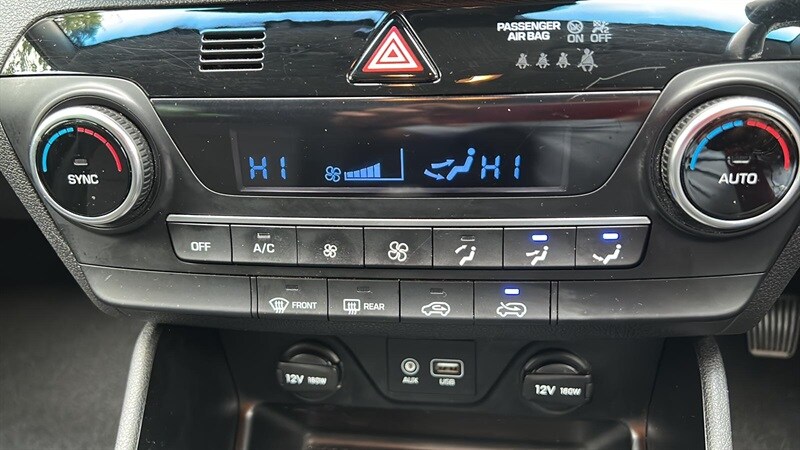 PASSENGER
AIR BAG ON OFF
HI HI
SYNC AUTO
OFF A/C
FRONT REAR
12V 180W AUX USB 12V 180W